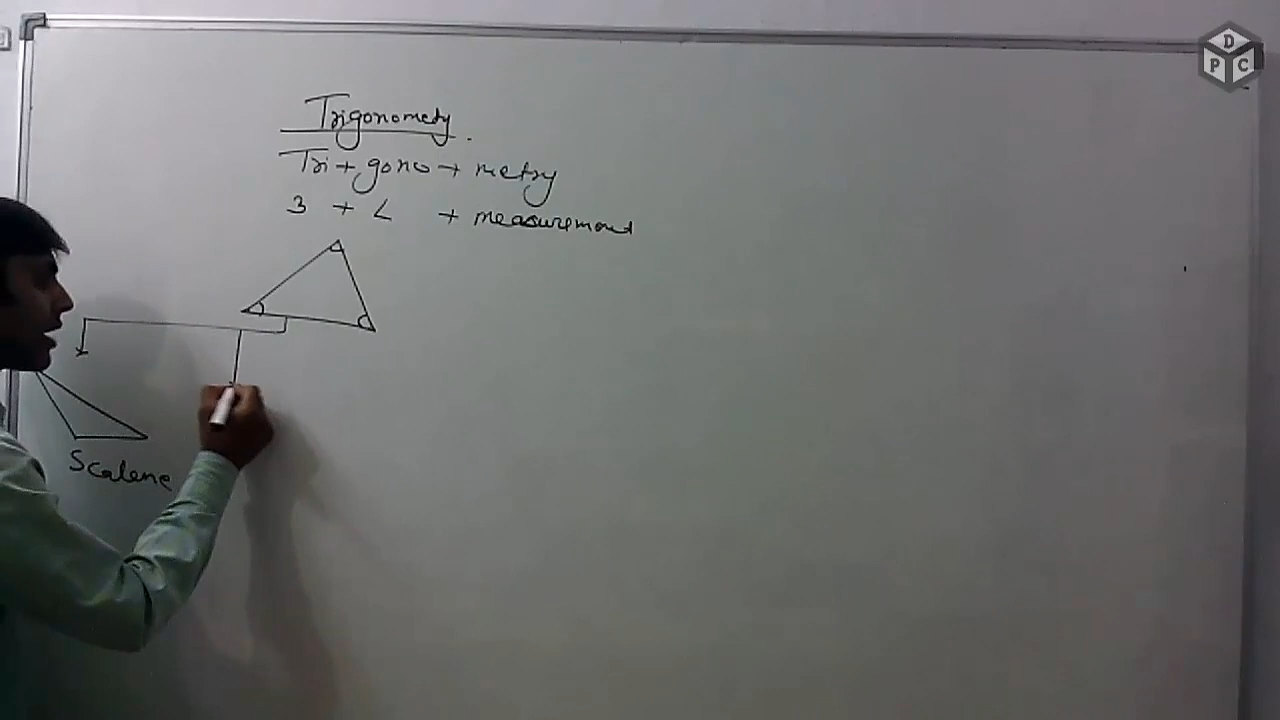 Trigonometry
Tri + gono + metry
3 + ∠ + measurement
Scalene
D
P C